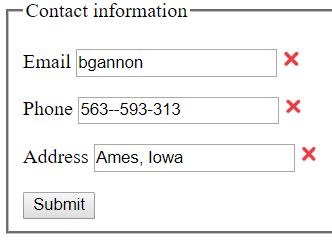 Contact information
Email bgannon
Phone 563--593-313
Address Ames, Iowa
Submit